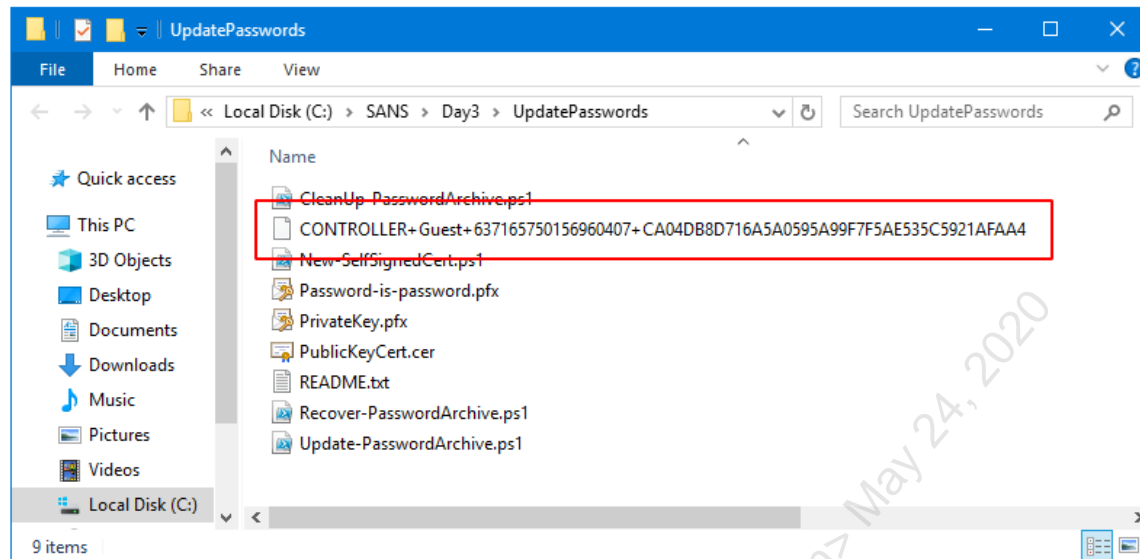 UpdatePasswords
File Home Share View
« Local Disk (C:) > SANS > Day3 > UpdatePasswords
Search UpdatePasswords
Name
Quick access
This PC
3D Objects
Desktop
Documents
Downloads
Music
Pictures
Videos
Local Disk (C:)
CleanUp-PasswordArchive.ps1
CONTROLLER+Guest+637165750156960407+CA04DB8D716A5A0595A99F7F5AE535C5921AFAA4
New-SelfSignedCert.ps1
Password-is-password.pfx
PrivateKey.pfx
PublicKeyCert.cer
README.txt
Recover-PasswordArchive.ps1
Update-PasswordArchive.ps1
9 items
> May 24, 2020